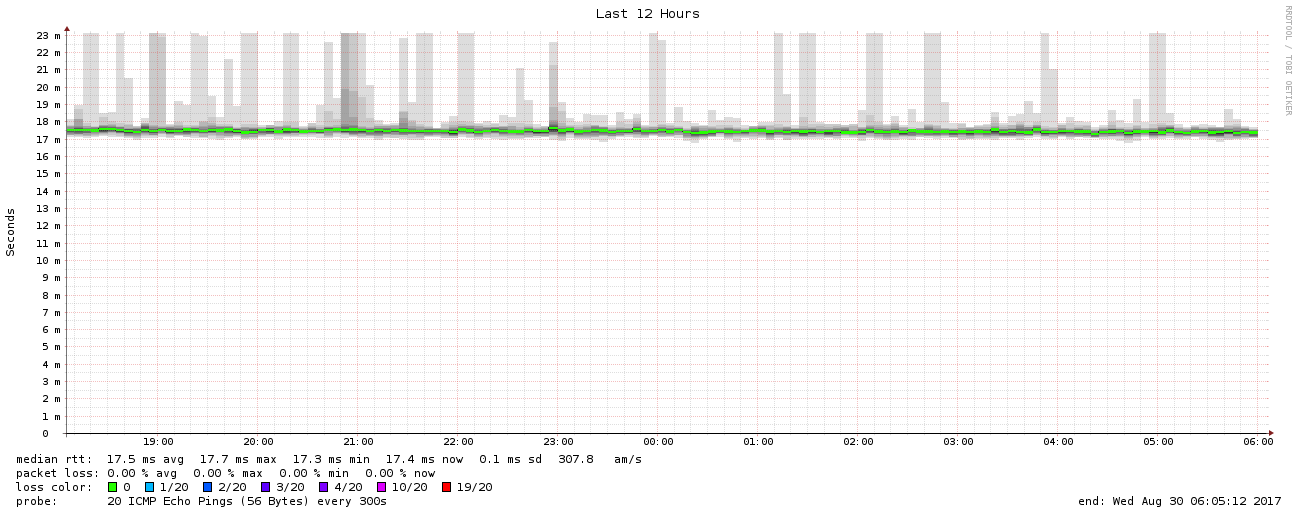 Last 12 Hours
RRDTOOL / TOBI OETIKER
Seconds
23 m
22 m
21 m
20 m
19 m
18 m
17 m
16 m
15 m
14 m
13 m
12 m
11 m
10 m
9 m
8 m
7 m
6 m
5 m
4 m
3 m
2 m
1 m
0
19:00 20:00 21:00 22:00 23:00 00:00 01:00 02:00 03:00 04:00 05:00 06:00
median rtt: 17.5 ms avg 17.7 ms max 17.3 ms min 17.4 ms now 0.1 ms sd 307.8 am/s
packet loss: 0.00 % avg 0.00 % max 0.00 % min 0.00 % now
loss color: 0 1/20 2/20 3/20 4/20 10/20 19/20
probe: 20 ICMP Echo Pings (56 Bytes) every 300s end: Wed Aug 30 06:05:12 2017